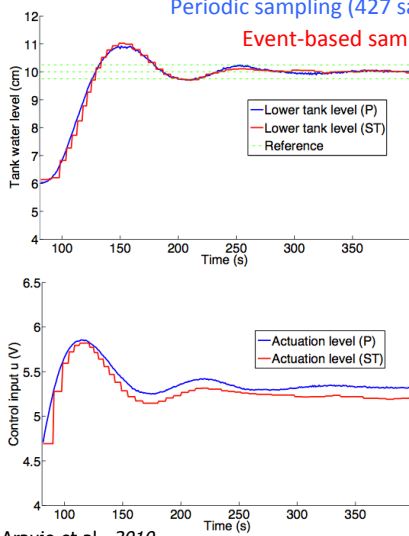 Periodic sampling (427 sa
Event-based sam
12
11
10
9
8
7
6
5
4
Tank water level (cm)
Lower tank level (P)
Lower tank level (ST)
Reference
100 150 200 250 300 350
Time (s)
6.5
6
5.5
5
4.5
4
Control input u (V)
Actuation level (P)
Actuation level (ST)
100 150 200 250 300 350
Time (s)
et al. 2010